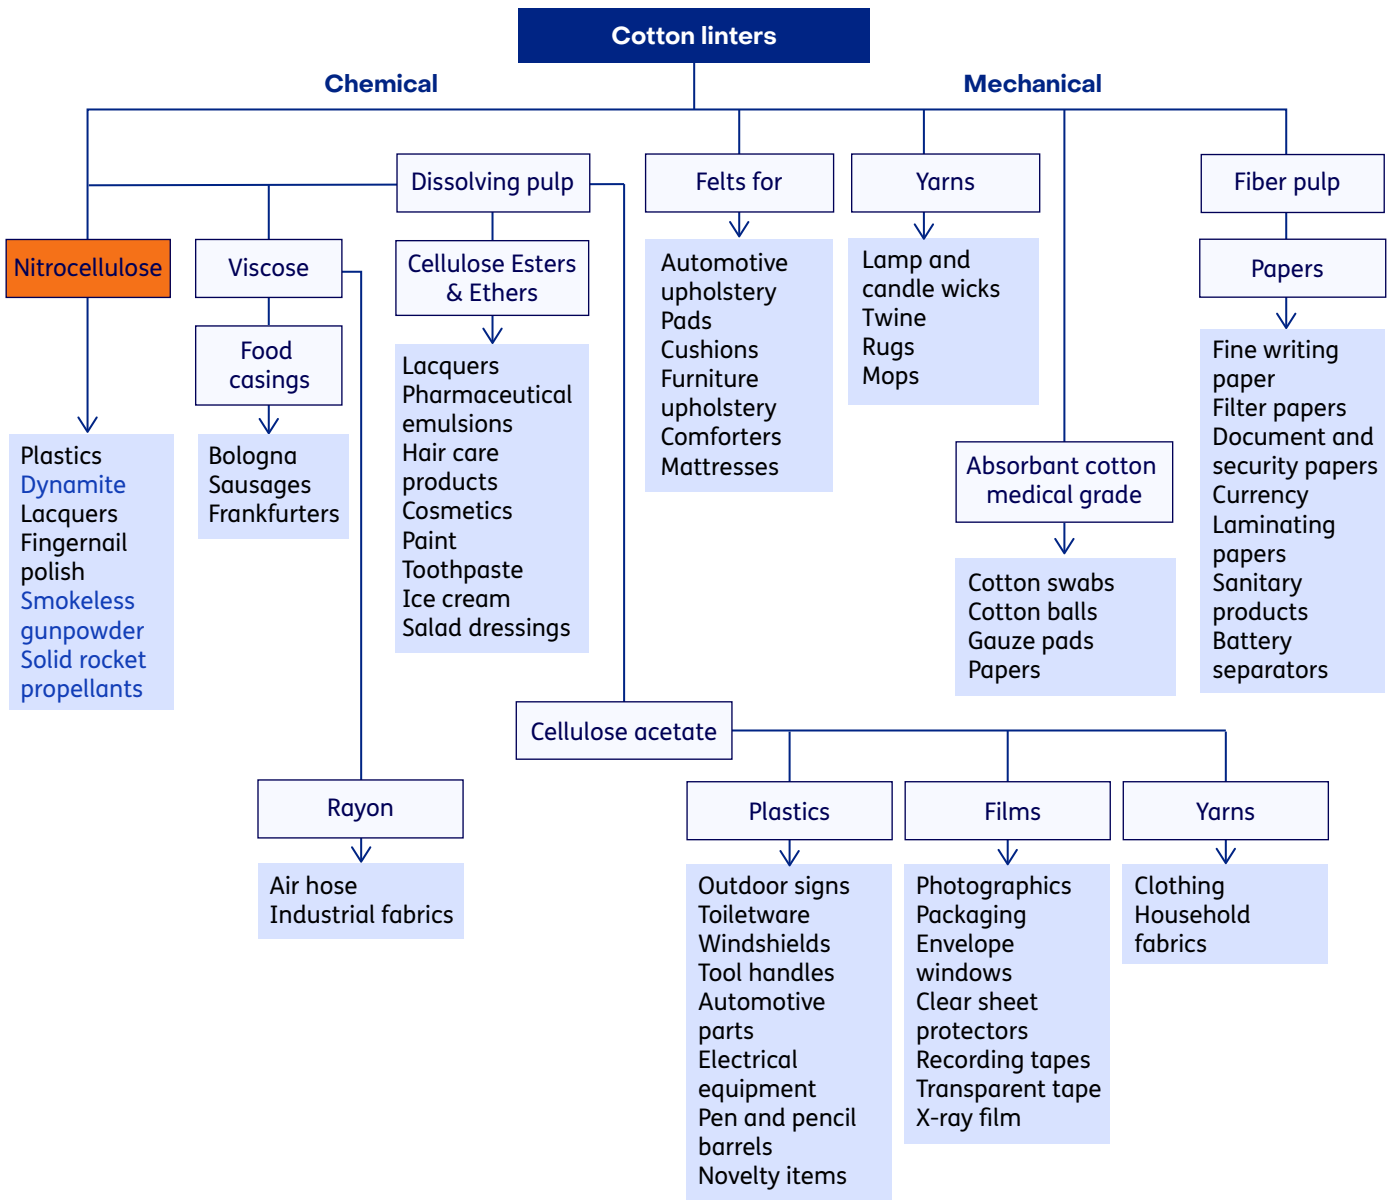 Cotton linters
Chemical
Mechanical
Dissolving pulp
Felts for
Yarns
Fiber pulp
Nitrocellulose
Viscose
Cellulose Esters
& Ethers
Papers
Food
casings
Plastics
Dynamite
Lacquers
Fingernail
polish
Smokeless
gunpowder
Solid rocket
propellants
Bologna
Sausages
Frankfurters
Lacquers
Pharmaceutical
emulsions
Hair care
products
Cosmetics
Paint
Toothpaste
Ice cream
Salad dressings
Automotive
upholstery
Pads
Cushions
Furniture
upholstery
Comforters
Mattresses
Lamp and
candle wicks
Twine
Rugs
Mops
Absorbant cotton
medical grade
Cotton swabs
Cotton balls
Gauze pads
Papers
Fine writing
paper
Filter papers
Document and
security papers
Currency
Laminating
papers
Sanitary
products
Battery
separators
Cellulose acetate
Rayon
Air hose
Industrial fabrics
Plastics
Outdoor signs
Toiletware
Windshields
Tool handles
Automotive
parts
Electrical
equipment
Pen and pencil
barrels
Novelty items
Films
Photographics
Packaging
Envelope
windows
Clear sheet
protectors
Recording tapes
Transparent tape
X-ray film
Yarns
Clothing
Household
fabrics